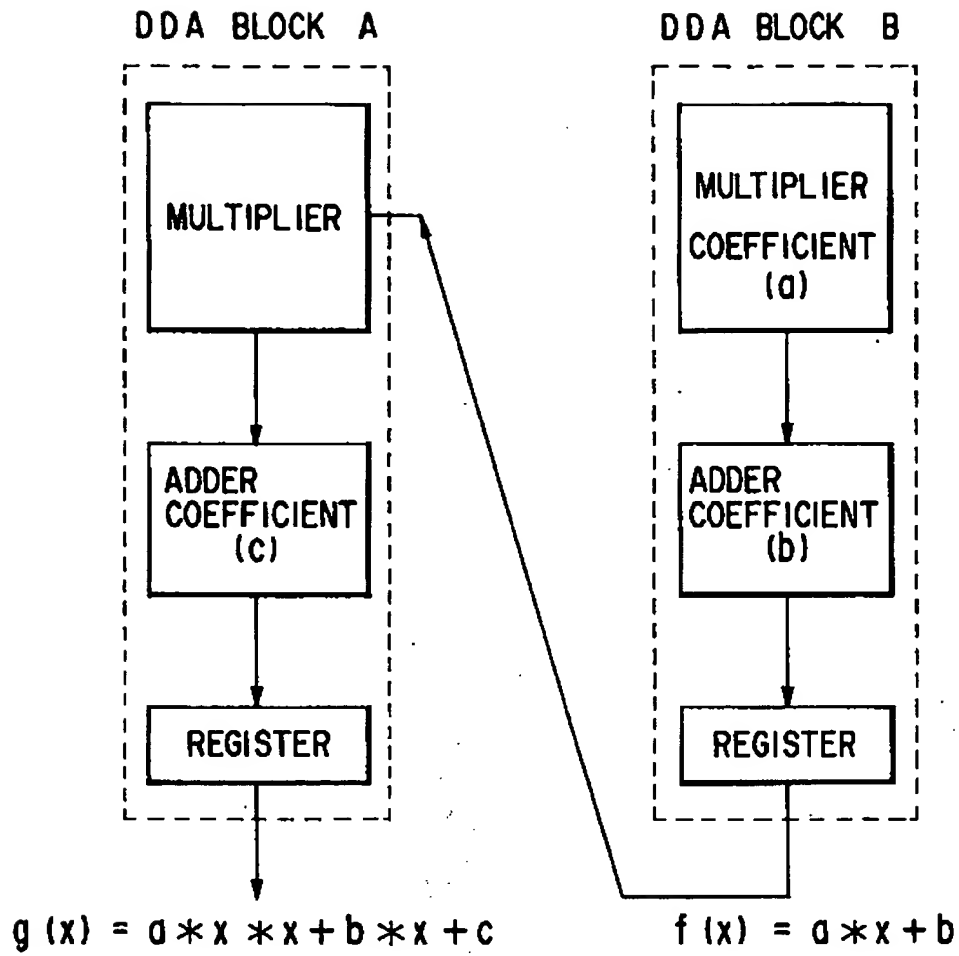 DDA BLOCK A
MULTIPLIER
ADDER
COEFFICIENT
(c)
REGISTER
g (x) = a * x * x + b * x + c
DDA BLOCK B
MULTIPLIER
COEFFICIENT
(a)
ADDER
COEFFICIENT
(b)
REGISTER
f (x) = a * x + b